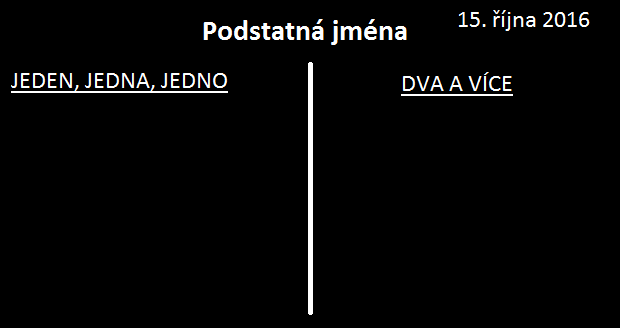 15. října 2016
Podstatná jména
JEDEN, JEDNA, JEDNO
DVA A VÍCE